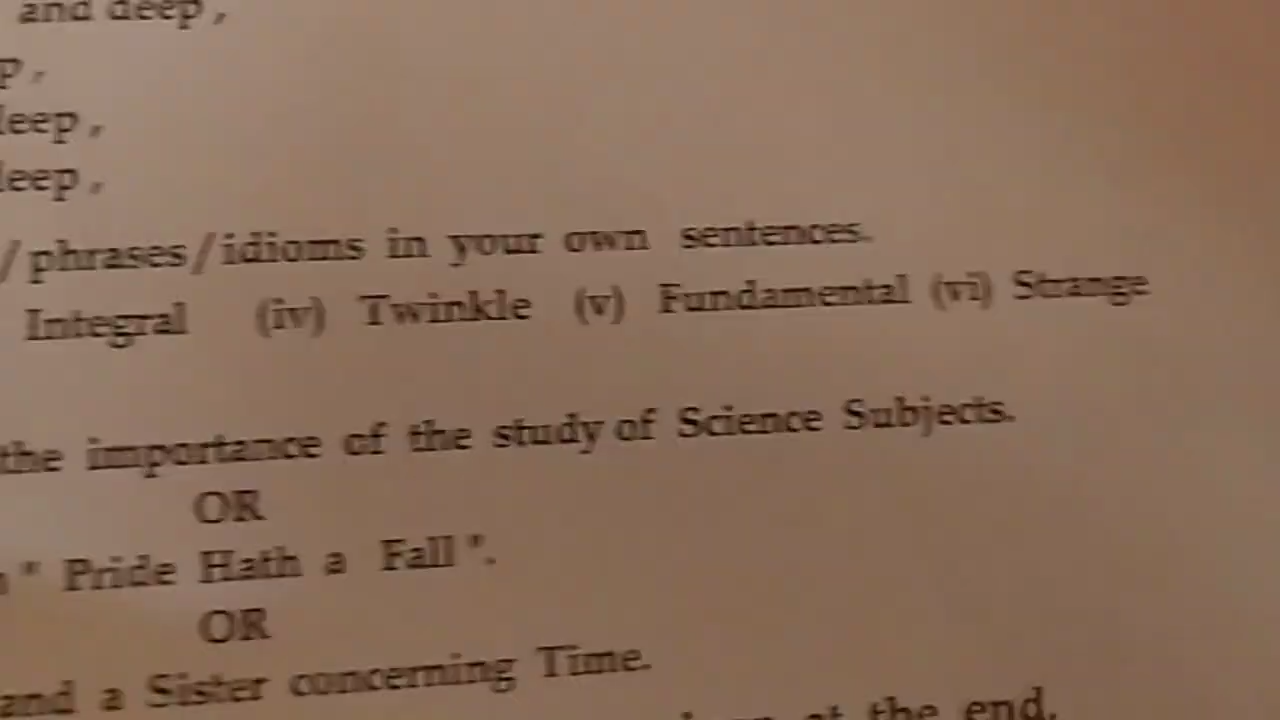 and deep,
p,
leep,
leep,
/ phrases / idioms in your own sentences.
Integral (iv) Twinkle (v) Fundamental (vi) Strange
the importance of the study of Science Subjects.
OR
" Pride Hath a Fall ".
OR
and a Sister concerning Time.
at the end.